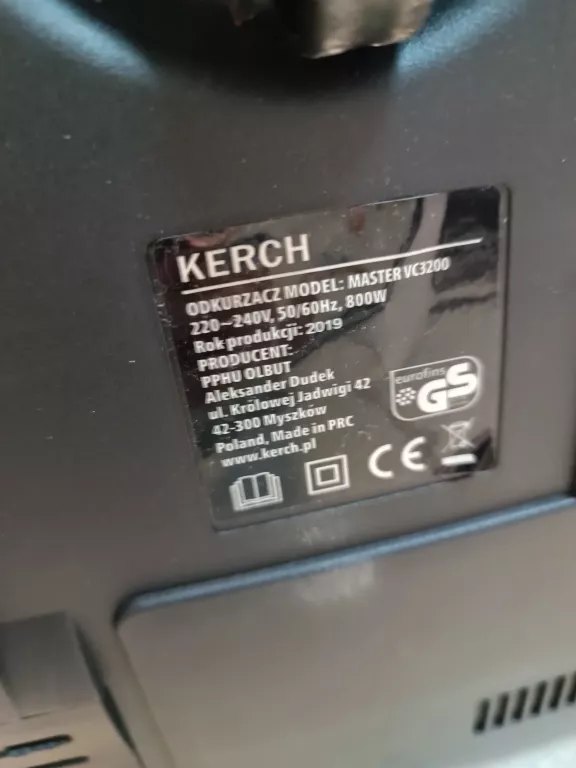 KERCH
ODKURZACZ MODEL: MASTER VC3200
220~240V, 50/60Hz, 800W
Rok produkcji: 2019
PRODUCENT:
PPHU OLBUT
Aleksander Dudek
ul. Królowej Jadwigi 42
42-300 Myszków
Poland, Made in PRC
www.kerch.pl
eurofins
GS
CE